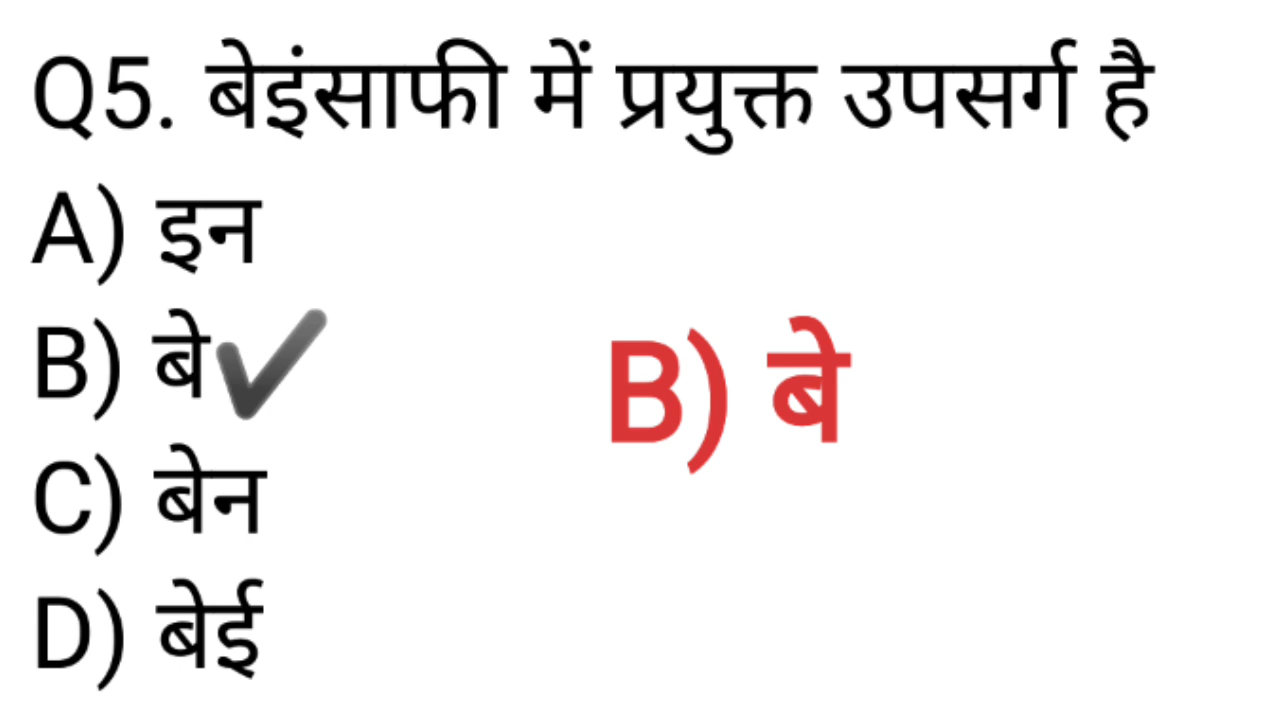 Q5. बेइंसाफी में प्रयुक्त उपसर्ग है
A) इन
B) बे✔
B) बे
C) बेन
D) बेई